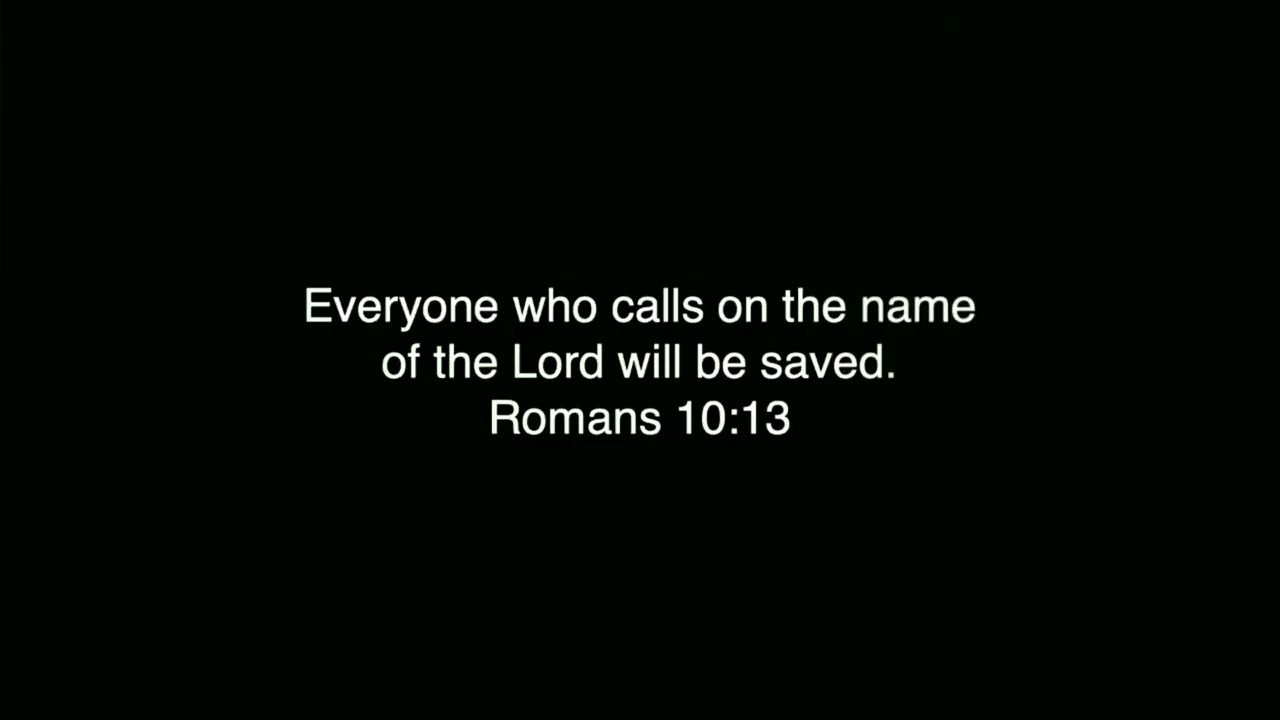 Everyone who calls on the name
of the Lord will be saved.
Romans 10:13